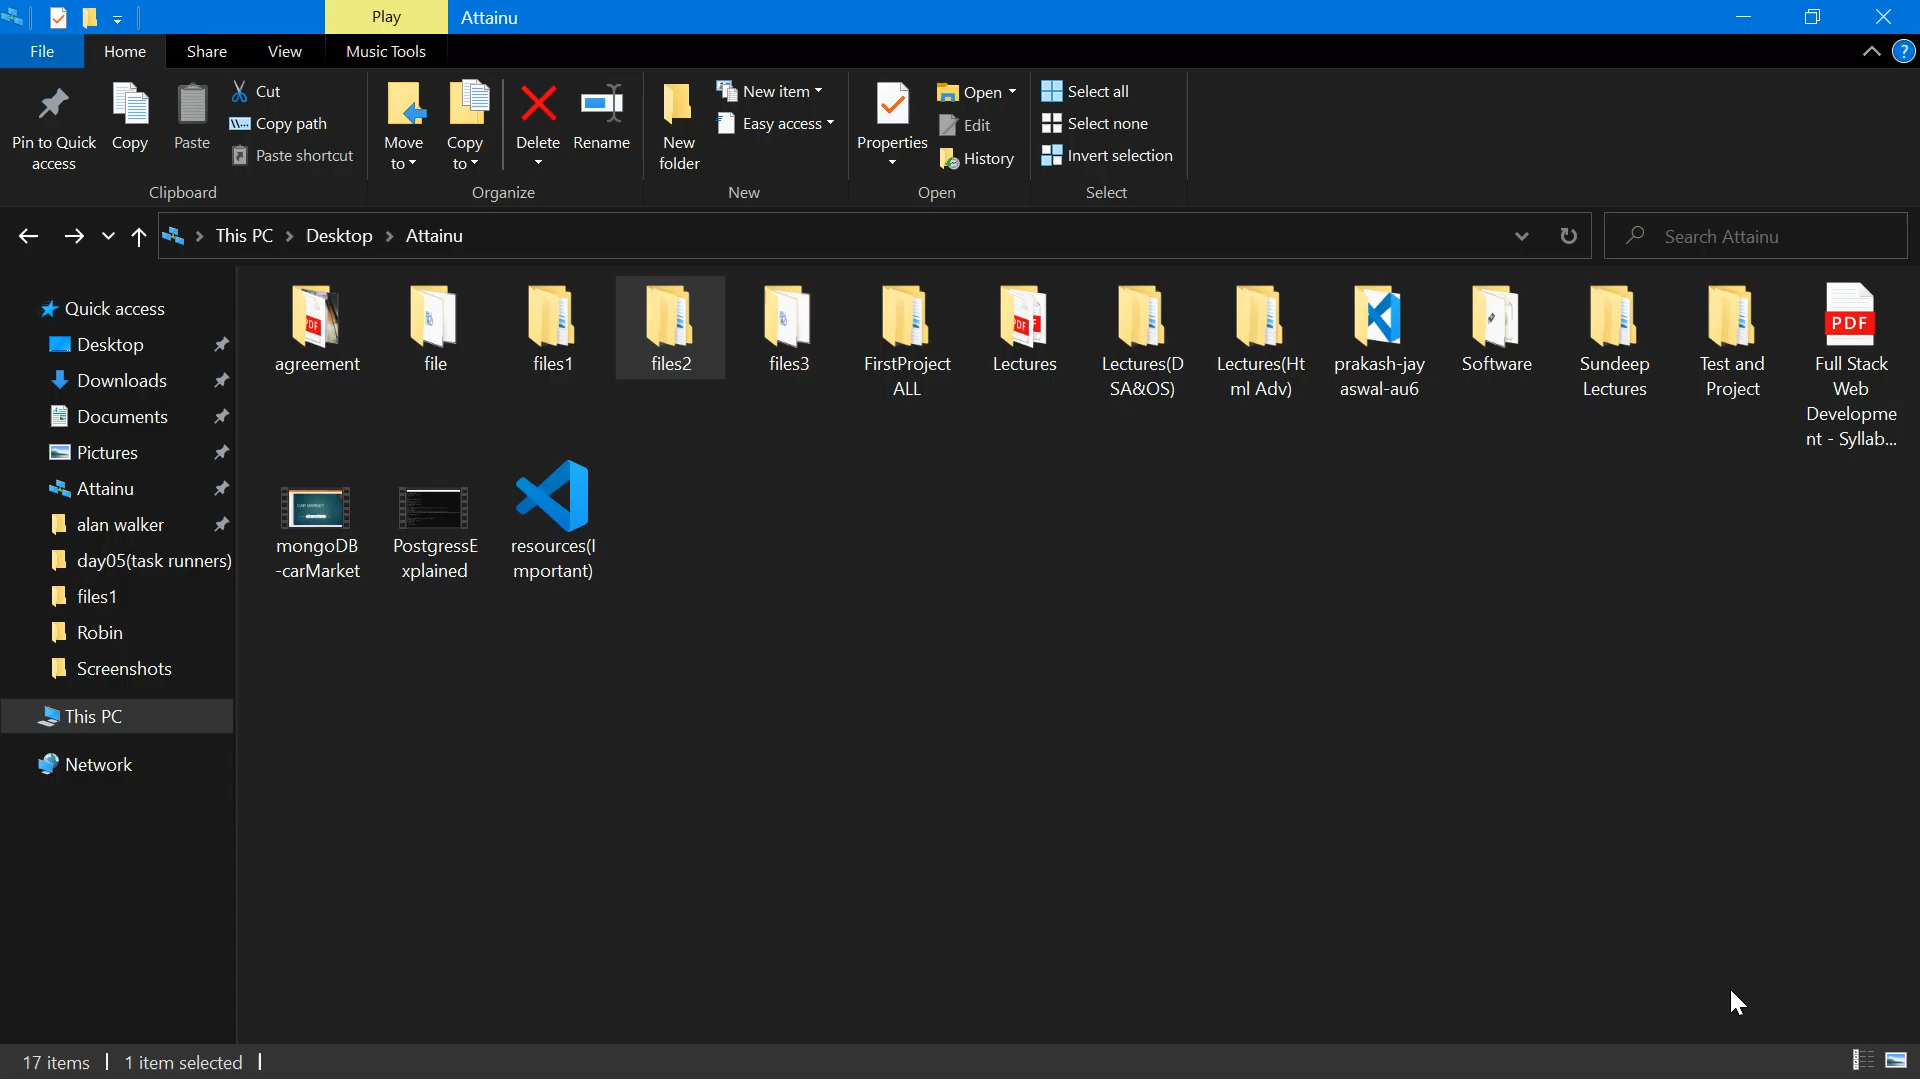 Play
Attainu
File
Home
Share
View
Music Tools
Pin to Quick
access
Copy
Paste
Cut
Copy path
Paste shortcut
Clipboard
Move
to
Copy
to
Delete
Rename
Organize
New
folder
New item
Easy access
New
Properties
Open
Edit
History
Open
Select all
Select none
Invert selection
Select
This PC
Desktop
Attainu
Search Attainu
Quick access
Desktop
Downloads
Documents
Pictures
Attainu
alan walker
day05(task runners)
files1
Robin
Screenshots
This PC
Network
PDF
agreement
file
files1
files2
files3
FirstProject
ALL
PDF
Lectures
Lectures(D
SA&OS)
Lectures(Ht
ml Adv)
prakash-jay
aswal-au6
Software
Sundeep
Lectures
Test and
Project
PDF
Full Stack
Web
Developme
nt - Syllab...
mongoDB
-carMarket
PostgressE
xplained
resources(I
mportant)
17 items
1 item selected